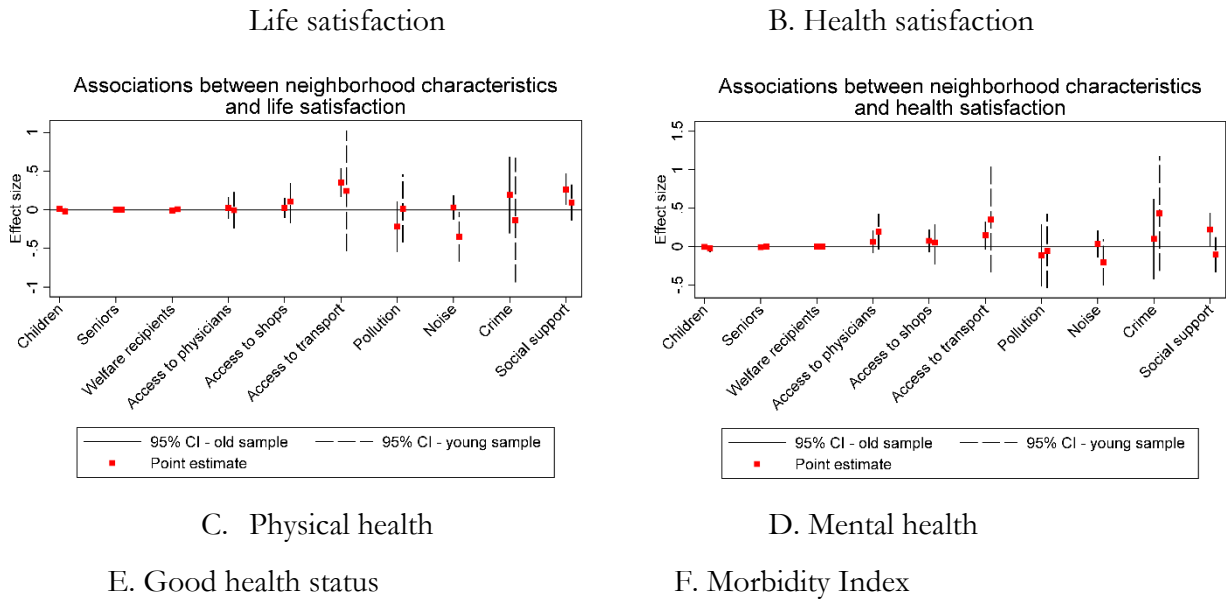 Life satisfaction
B. Health satisfaction
Associations between neighborhood characteristics
and life satisfaction
Effect size
1
.5
0
-.5
-1
Children
Seniors
Welfare recipients
Access to physicians
Access to shops
Access to transport
Pollution
Noise
Crime
Social support
95% CI - old sample
95% CI - young sample
Point estimate
Associations between neighborhood characteristics
and health satisfaction
Effect size
1.5
1
.5
0
-.5
Children
Seniors
Welfare recipients
Access to physicians
Access to shops
Access to transport
Pollution
Noise
Crime
Social support
95% CI - old sample
95% CI - young sample
Point estimate
C. Physical health
D. Mental health
E. Good health status
F. Morbidity Index